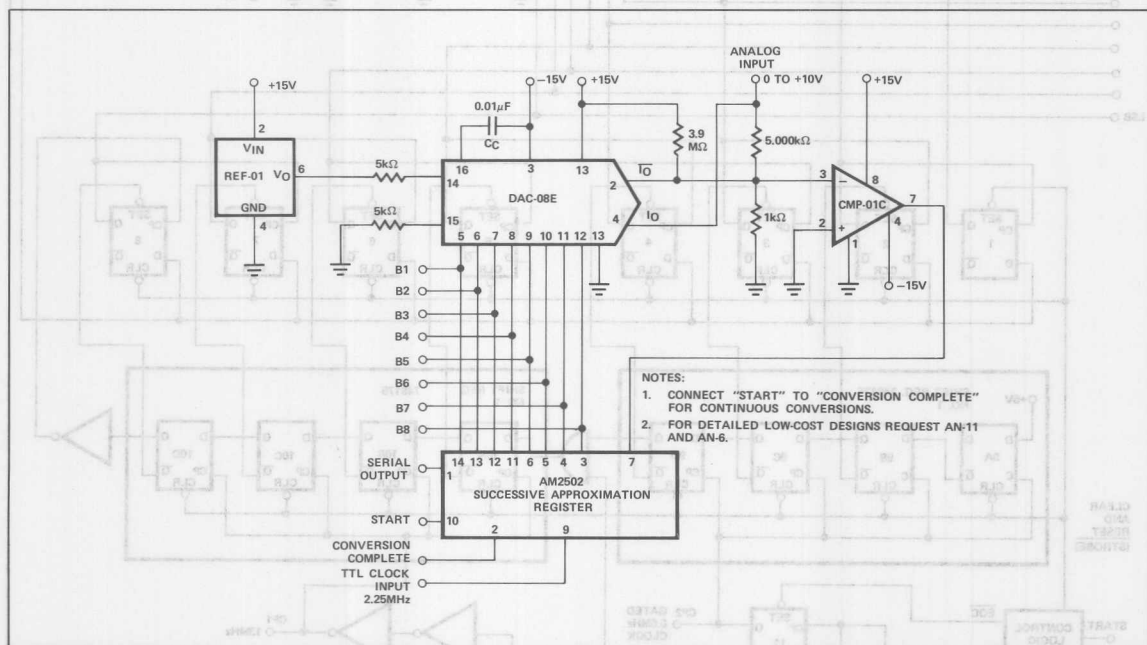 ANALOG
INPUT
0 TO +10V
+15V
−15V
+15V
+15V
0.01μF
CC
2
VIN
REF-01
VO
6
GND
4
5kΩ
5kΩ
16
3
13
14
DAC-08E
15
2
IO
4
IO
5 6 7 8 9 10 11 12 13
3.9
MΩ
5.000kΩ
1kΩ
3
−
8
CMP-01C
7
2
+
4
1
−15V
B1
B2
B3
B4
B5
B6
B7
B8
NOTES:
1. CONNECT "START" TO "CONVERSION COMPLETE"
FOR CONTINUOUS CONVERSIONS.
2. FOR DETAILED LOW-COST DESIGNS REQUEST AN-11
AND AN-6.
SERIAL
OUTPUT
14 13 12 11 6 5 4 3 7
1
AM2502
SUCCESSIVE APPROXIMATION
REGISTER
START
10
2
9
CONVERSION
COMPLETE
TTL CLOCK
INPUT
2.25MHz